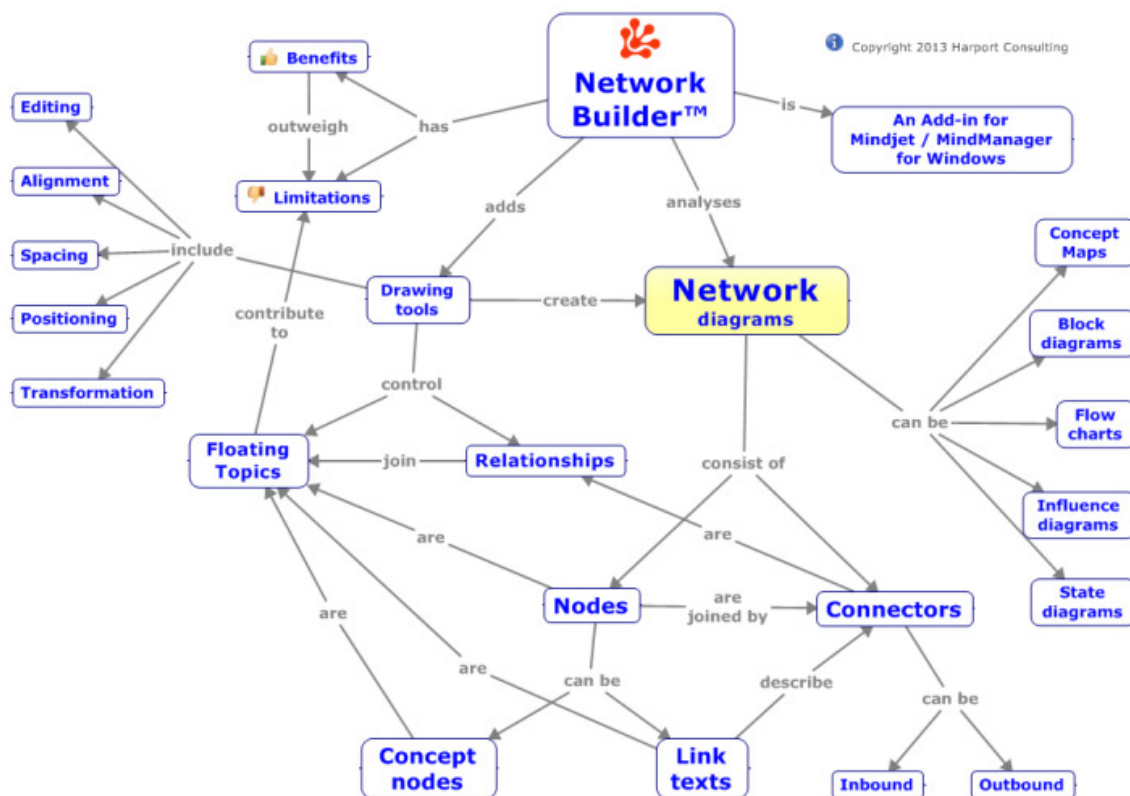 Network
Builder™
Copyright 2013 Harport Consulting
Benefits
is
Editing
An Add-in for
Mindjet / MindManager
for Windows
outweigh
has
Alignment
Limitations
adds
analyses
Concept
Maps
include
Spacing
Drawing
tools
create
Network
diagrams
Positioning
contribute
to
Block
diagrams
Transformation
control
can be
Flow
charts
Floating
Topics
join
Relationships
consist of
Influence
diagrams
are
are
Nodes
are
joined by
Connectors
State
diagrams
are
are
can be
describe
can be
Concept
nodes
Link
texts
Inbound
Outbound